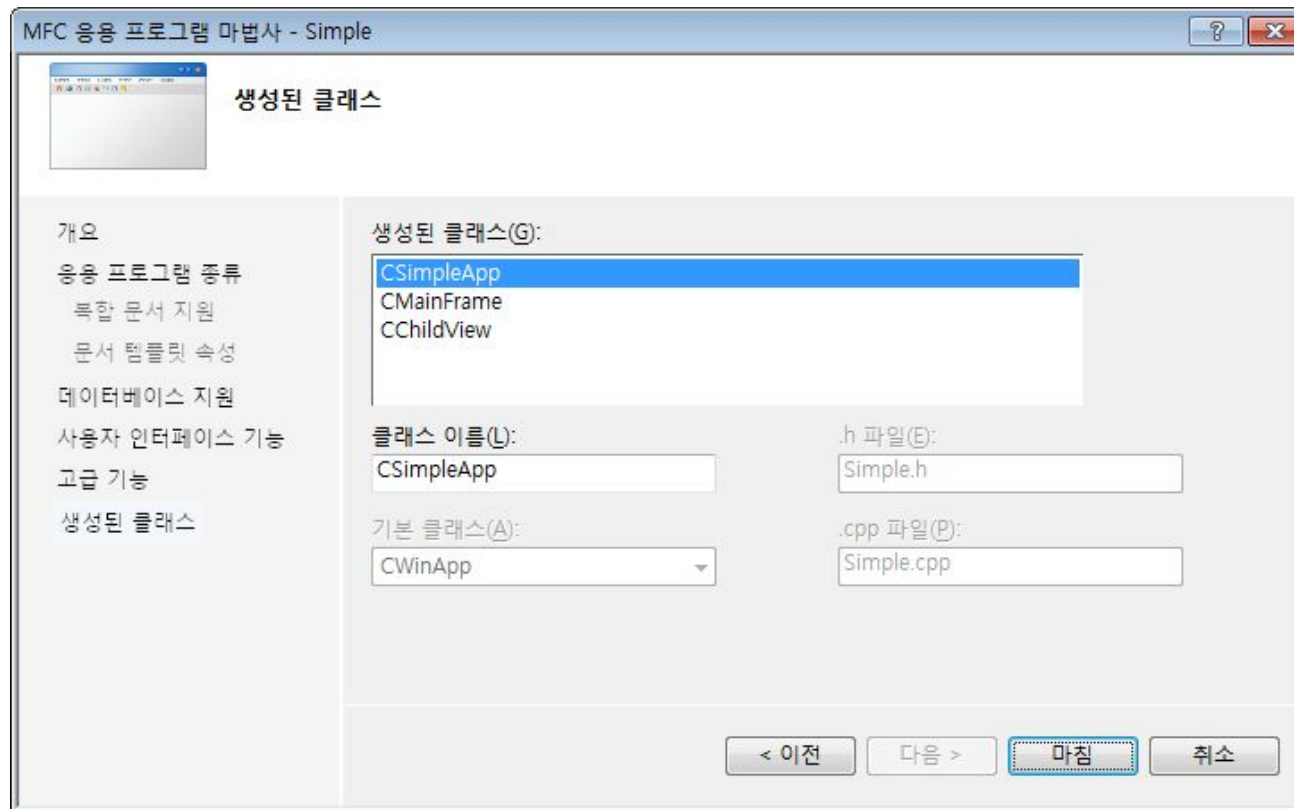 MFC 응용 프로그램 마법사 - Simple
생성된 클래스
개요
응용 프로그램 종류
복합 문서 지원
문서 템플릿 속성
데이터베이스 지원
사용자 인터페이스 기능
고급 기능
생성된 클래스
생성된 클래스(G):
CSimpleApp
CMainFrame
CChildView
클래스 이름(L):
CSimpleApp
.h 파일(E):
Simple.h
기본 클래스(A):
CWinApp
.cpp 파일(P):
Simple.cpp
< 이전
다음 >
마침
취소